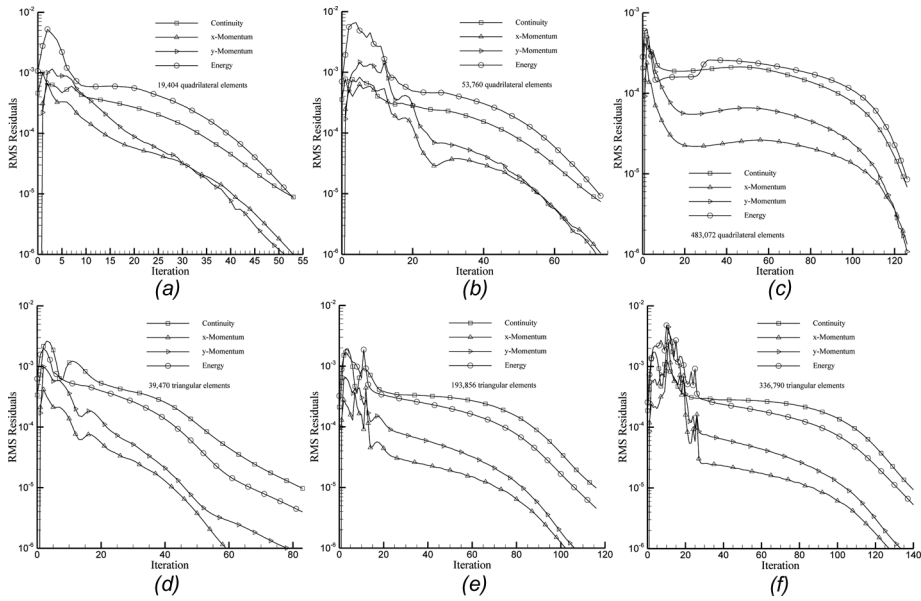 10^-2
10^-3
10^-4
10^-5
10^-6
RMS Residuals
Continuity
x-Momentum
y-Momentum
Energy
19,404 quadrilateral elements
0 5 10 15 20 25 30 35 40 45 50 55
Iteration
(a)
10^-2
10^-3
10^-4
10^-5
10^-6
RMS Residuals
Continuity
x-Momentum
y-Momentum
Energy
53,760 quadrilateral elements
0 20 40 60
Iteration
(b)
10^-3
10^-4
10^-5
10^-6
RMS Residuals
Continuity
x-Momentum
y-Momentum
Energy
483,072 quadrilateral elements
0 20 40 60 80 100 120
Iteration
(c)
10^-2
10^-3
10^-4
10^-5
10^-6
RMS Residuals
Continuity
x-Momentum
y-Momentum
Energy
39,470 triangular elements
0 20 40 60 80
Iteration
(d)
10^-2
10^-3
10^-4
10^-5
10^-6
RMS Residuals
Continuity
x-Momentum
y-Momentum
Energy
193,856 triangular elements
0 20 40 60 80 100 120
Iteration
(e)
10^-2
10^-3
10^-4
10^-5
10^-6
RMS Residuals
Continuity
x-Momentum
y-Momentum
Energy
336,790 triangular elements
0 20 40 60 80 100 120 140
Iteration
(f)